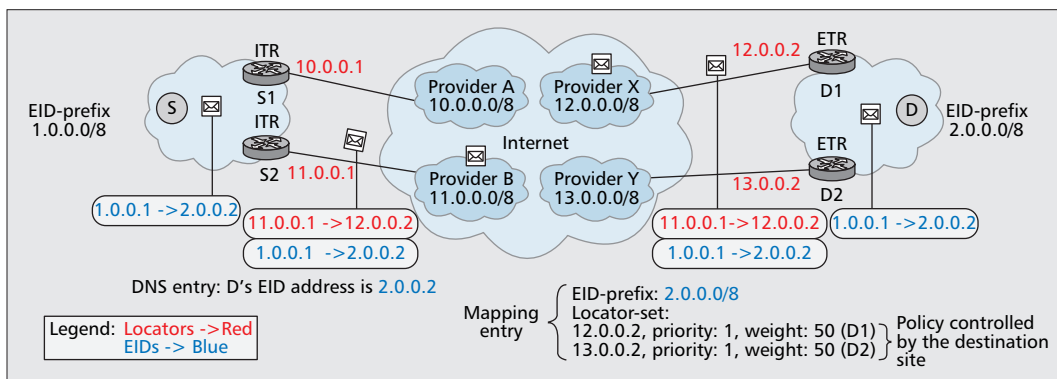 ITR
10.0.0.1
S1
EID-prefix
1.0.0.0/8
S
ITR
S2
11.0.0.1
Provider A
10.0.0.0/8
Provider X
12.0.0.0/8
Internet
Provider B
11.0.0.0/8
Provider Y
13.0.0.0/8
12.0.0.2
ETR
D1
D
EID-prefix
2.0.0.0/8
ETR
13.0.0.2
D2
1.0.0.1 ->2.0.0.2
11.0.0.1 ->12.0.0.2
1.0.0.1 ->2.0.0.2
11.0.0.1->12.0.0.2
1.0.0.1 ->2.0.0.2
1.0.0.1 ->2.0.0.2
DNS entry: D’s EID address is 2.0.0.2
Legend: Locators ->Red
EIDs -> Blue
Mapping
entry
EID-prefix: 2.0.0.0/8
Locator-set:
12.0.0.2, priority: 1, weight: 50 (D1)
13.0.0.2, priority: 1, weight: 50 (D2)
Policy controlled
by the destination
site